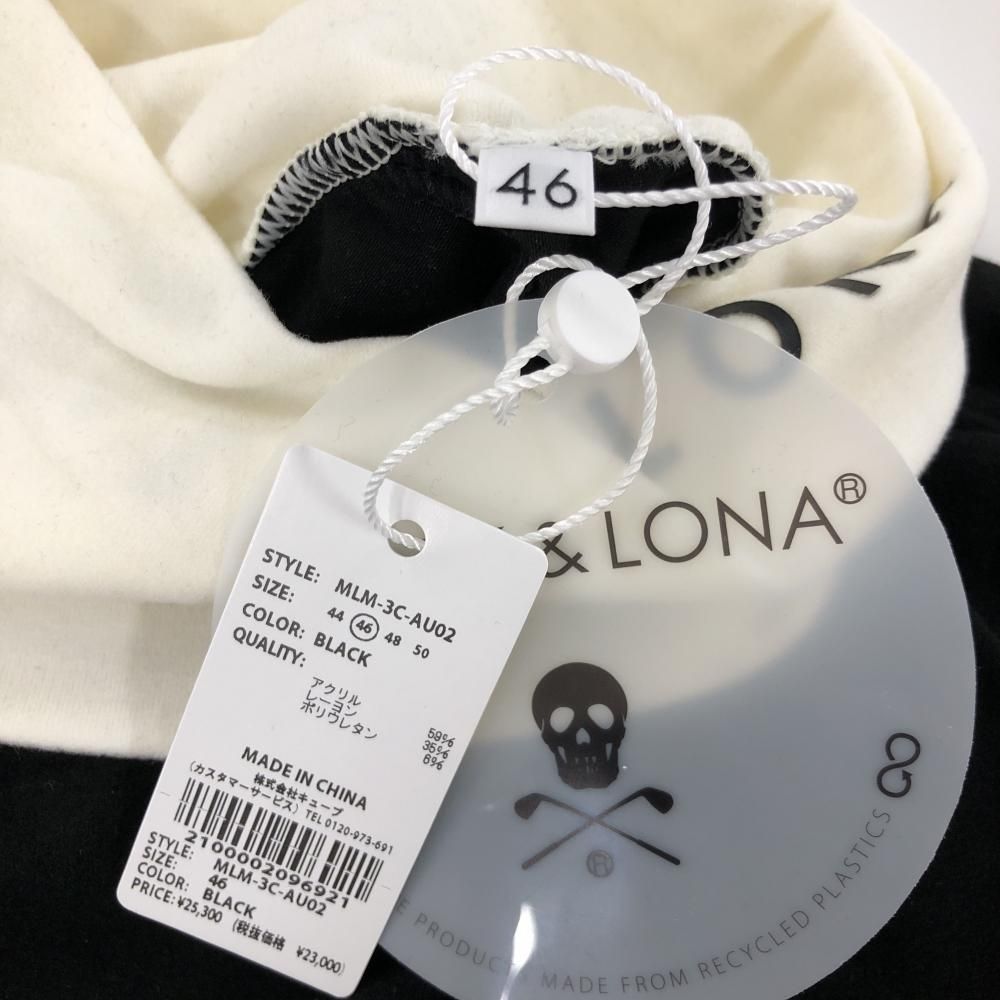 46
& LONA®
STYLE: MLM-3C-AU02
SIZE: 44 46 48 50
COLOR: BLACK
QUALITY:
アクリル 59%
レーヨン 35%
ポリウレタン 6%
MADE IN CHINA
株式会社キューブ
(カスタマーサービス) TEL 0120-973-691
2100002096921
STYLE: MLM-3C-AU02
SIZE: 46
COLOR: BLACK
PRICE: ¥25,300 (税抜価格 ¥23,000)
®
MADE FROM RECYCLED PLASTICS